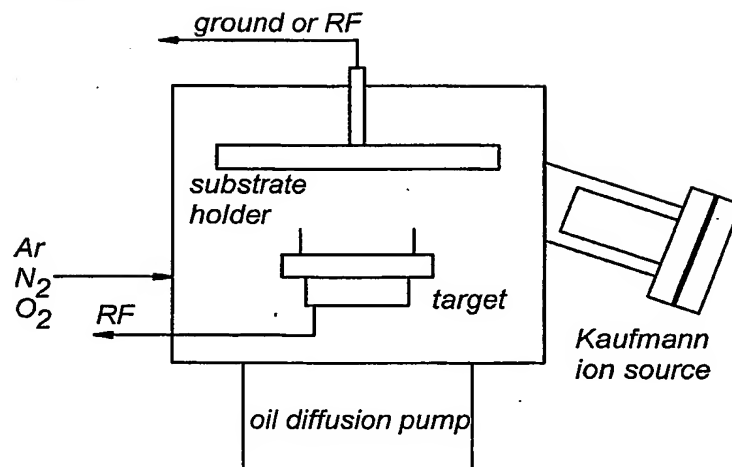 ground or RF
substrate
holder
Ar
N2
O2
RF
target
Kaufmann
ion source
oil diffusion pump